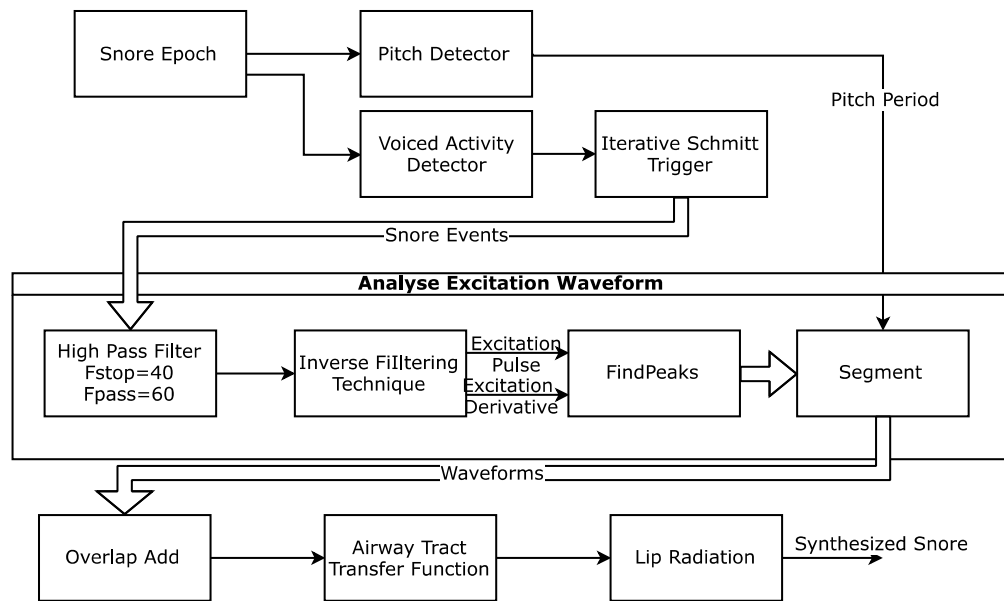 Snore Epoch
Pitch Detector
Pitch Period
Voiced Activity
Detector
Iterative Schmitt
Trigger
Snore Events
Analyse Excitation Waveform
High Pass Filter
Fstop=40
Fpass=60
Inverse FiIltering
Technique
Excitation
Pulse
Excitation
Derivative
FindPeaks
Segment
Waveforms
Overlap Add
Airway Tract
Transfer Function
Lip Radiation
Synthesized Snore